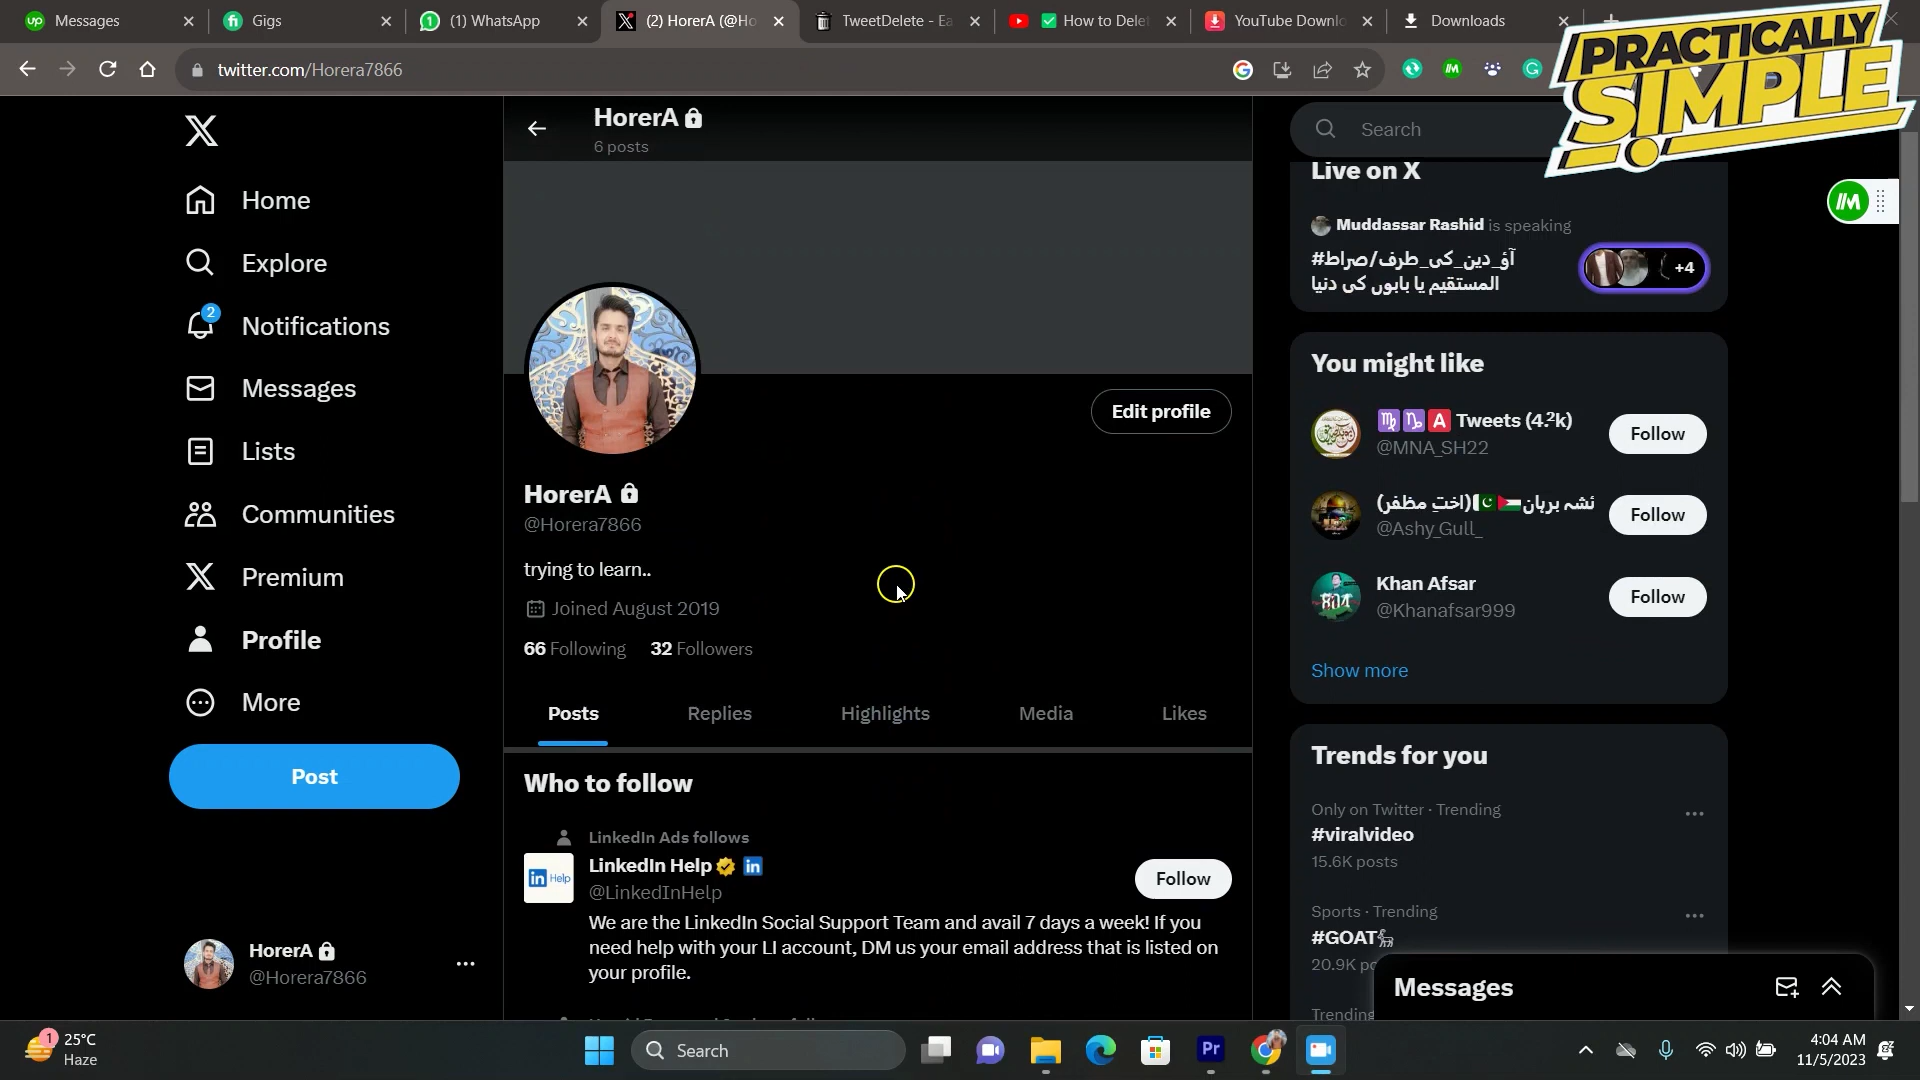 Messages
Gigs
(1) WhatsApp
(2) HorerA (@Ho
TweetDelete - Ea
How to Delet
YouTube Downlo
Downloads
PRACTICALLY
SIMPLE
twitter.com/Horera7866
HorerA
6 posts
Home
Explore
2
Notifications
Messages
Lists
Communities
Premium
Profile
More
Post
HorerA
@Horera7866
Edit profile
HorerA
@Horera7866
trying to learn..
Joined August 2019
66 Following 32 Followers
Posts Replies Highlights Media Likes
Who to follow
LinkedIn Ads follows
LinkedIn Help
@LinkedInHelp
Follow
We are the LinkedIn Social Support Team and avail 7 days a week! If you
need help with your LI account, DM us your email address that is listed on
your profile.
Search
Live on X
Muddassar Rashid is speaking
#آؤ_دین_کی_طرف/صراط
المستقیم یا بابوں کی دنیا
+4
You might like
♍♑🅰 Tweets (4.²k)
@MNA_SH22
Follow
ئشہ برہان🇵🇸🇵🇰(اختِ مظفر)
@Ashy_Gull_
Follow
Khan Afsar
@Khanafsar999
Follow
Show more
Trends for you
Only on Twitter · Trending
#viralvideo
15.6K posts
Sports · Trending
#GOAT🐐
20.9K po
Trending
Messages
1
25°C
Haze
Search
Pr
4:04 AM
11/5/2023